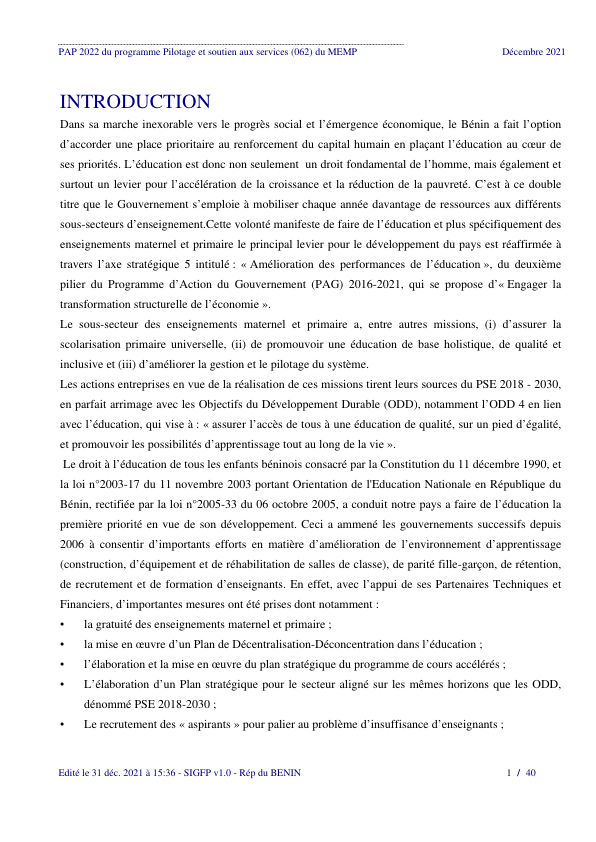 PAP 2022 du programme Pilotage et soutien aux services (062) du MEMP Décembre 2021
INTRODUCTION
Dans sa marche inexorable vers le progrès social et l’émergence économique, le Bénin a fait l’option
d’accorder une place prioritaire au renforcement du capital humain en plaçant l’éducation au cœur de
ses priorités. L’éducation est donc non seulement un droit fondamental de l’homme, mais également et
surtout un levier pour l’accélération de la croissance et la réduction de la pauvreté. C’est à ce double
titre que le Gouvernement s’emploie à mobiliser chaque année davantage de ressources aux différents
sous-secteurs d’enseignement.Cette volonté manifeste de faire de l’éducation et plus spécifiquement des
enseignements maternel et primaire le principal levier pour le développement du pays est réaffirmée à
travers l’axe stratégique 5 intitulé : « Amélioration des performances de l’éducation », du deuxième
pilier du Programme d’Action du Gouvernement (PAG) 2016-2021, qui se propose d’« Engager la
transformation structurelle de l’économie ».
Le sous-secteur des enseignements maternel et primaire a, entre autres missions, (i) d’assurer la
scolarisation primaire universelle, (ii) de promouvoir une éducation de base holistique, de qualité et
inclusive et (iii) d’améliorer la gestion et le pilotage du système.
Les actions entreprises en vue de la réalisation de ces missions tirent leurs sources du PSE 2018 - 2030,
en parfait arrimage avec les Objectifs du Développement Durable (ODD), notamment l’ODD 4 en lien
avec l’éducation, qui vise à : « assurer l’accès de tous à une éducation de qualité, sur un pied d’égalité,
et promouvoir les possibilités d’apprentissage tout au long de la vie ».
Le droit à l’éducation de tous les enfants béninois consacré par la Constitution du 11 décembre 1990, et
la loi n°2003-17 du 11 novembre 2003 portant Orientation de l'Education Nationale en République du
Bénin, rectifiée par la loi n°2005-33 du 06 octobre 2005, a conduit notre pays a faire de l’éducation la
première priorité en vue de son développement. Ceci a ammené les gouvernements successifs depuis
2006 à consentir d’importants efforts en matière d’amélioration de l’environnement d’apprentissage
(construction, d’équipement et de réhabilitation de salles de classe), de parité fille-garçon, de rétention,
de recrutement et de formation d’enseignants. En effet, avec l’appui de ses Partenaires Techniques et
Financiers, d’importantes mesures ont été prises dont notamment :
• la gratuité des enseignements maternel et primaire ;
• la mise en œuvre d’un Plan de Décentralisation-Déconcentration dans l’éducation ;
• l’élaboration et la mise en œuvre du plan stratégique du programme de cours accélérés ;
• L’élaboration d’un Plan stratégique pour le secteur aligné sur les mêmes horizons que les ODD,
dénommé PSE 2018-2030 ;
• Le recrutement des « aspirants » pour palier au problème d’insuffisance d’enseignants ;
Edité le 31 déc. 2021 à 15:36 - SIGFP v1.0 - Rép du BENIN 1 / 40